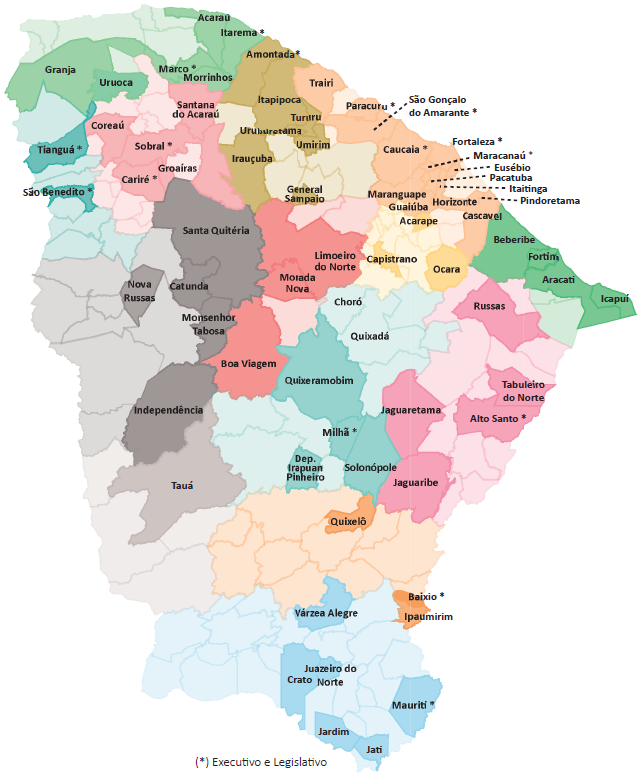 Acaraú
Itarema *
Amontada *
Granja
Marco *
Morrinhos
Uruoca
Trairi
Itapipoca
Paracuru *
São Gonçalo
do Amarante *
Santana
do Acaraú
Coreaú
Tururu
Uruburetama
Umirim
Fortaleza *
Tianguá *
Sobral *
Irauçuba
Caucaia *
Maracanaú *
Groaíras
Eusébio
Cariré *
Pacatuba
Itaitinga
São Benedito *
General
Sampaio
Maranguape
Horizonte
Pindoretama
Guaiúba
Cascavel
Acarape
Santa Quitéria
Beberibe
Limoeiro
do Norte
Capistrano
Fortim
Ocara
Aracati
Morada
Nova
Nova
Russas
Catunda
Icapuí
Choró
Russas
Monsenhor
Tabosa
Quixadá
Boa Viagem
Quixeramobim
Tabuleiro
do Norte
Independência
Jaguaretama
Alto Santo *
Milhã *
Dep.
Irapuan
Pinheiro
Solonópole
Tauá
Jaguaribe
Quixelô
Baixio *
Ipaumirim
Várzea Alegre
Juazeiro do
Norte
Crato
Mauriti *
Jardim
Jati
(*) Executivo e Legislativo